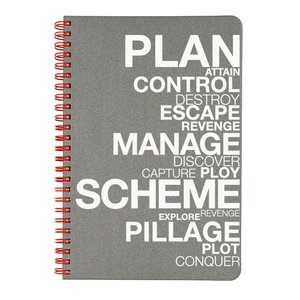 PLAN
ATTAIN
CONTROL
DESTROY
ESCAPE
REVENGE
MANAGE
DISCOVER
CAPTURE PLOY
SCHEME
EXPLORE REVENGE
PILLAGE
PLOT
CONQUER